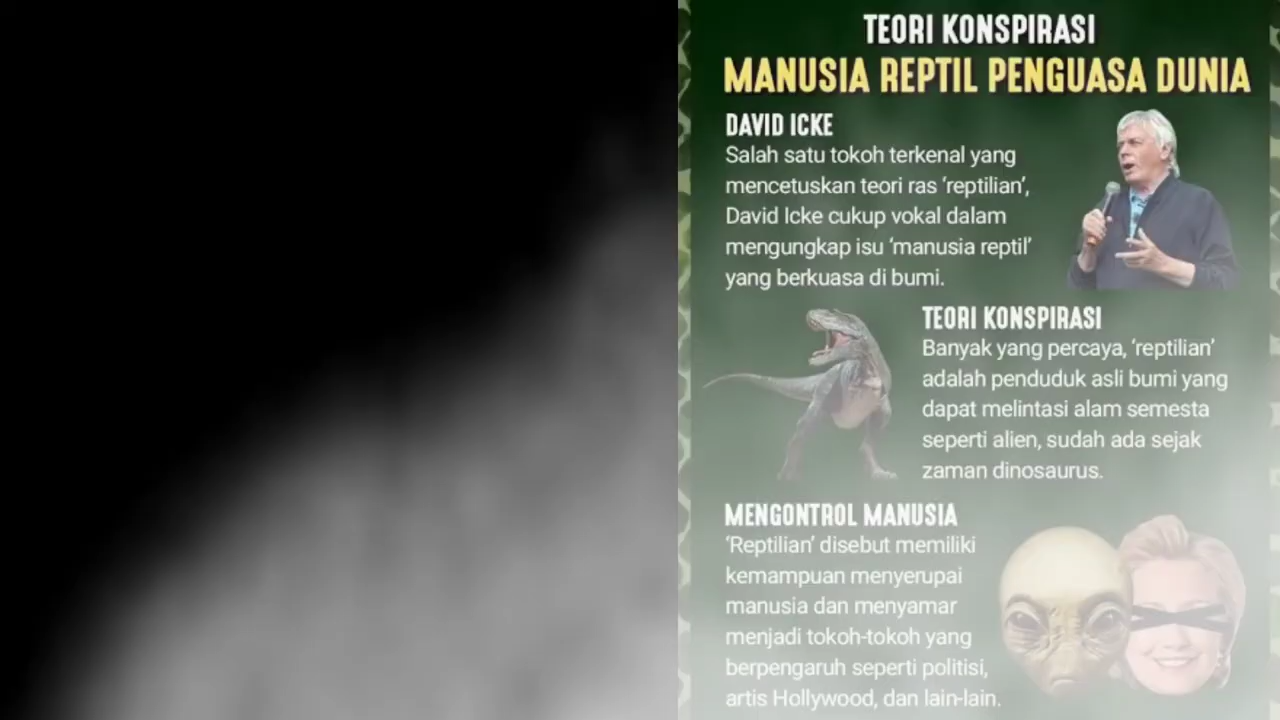 TEORI KONSPIRASI
MANUSIA REPTIL PENGUASA DUNIA
DAVID ICKE
Salah satu tokoh terkenal yang
mencetuskan teori ras ‘reptilian’,
David Icke cukup vokal dalam
mengungkap isu ‘manusia reptil’
yang berkuasa di bumi.
TEORI KONSPIRASI
Banyak yang percaya, ‘reptilian’
adalah penduduk asli bumi yang
dapat melintasi alam semesta
seperti alien, sudah ada sejak
zaman dinosaurus.
MENGONTROL MANUSIA
‘Reptilian’ disebut memiliki
kemampuan menyerupai
manusia dan menyamar
menjadi tokoh-tokoh yang
berpengaruh seperti politisi,
artis Hollywood, dan lain-lain.